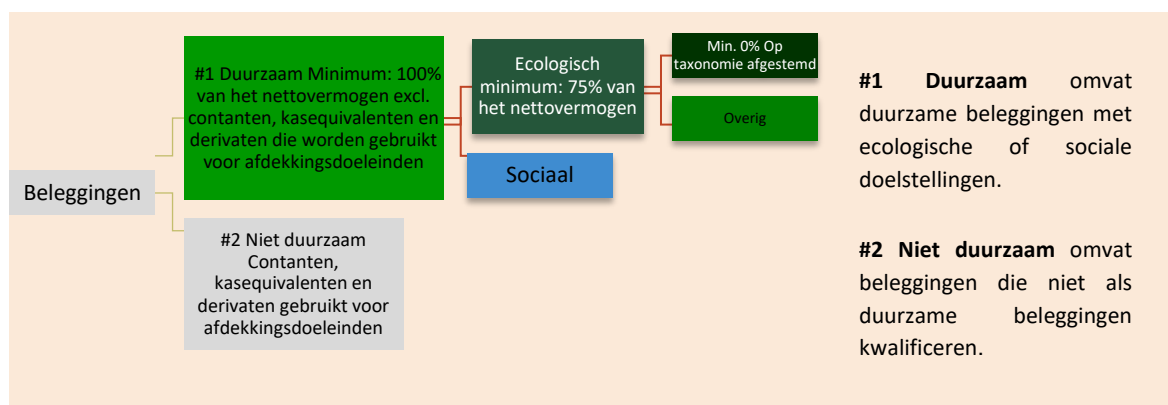 Beleggingen
#1 Duurzaam Minimum: 100%
van het nettovermogen excl.
contanten, kasequivalenten en
derivaten die worden gebruikt
voor afdekkingsdoeleinden
#2 Niet duurzaam
Contanten,
kasequivalenten en
derivaten gebruikt voor
afdekkingsdoeleinden
Ecologisch
minimum: 75% van
het nettovermogen
Sociaal
Min. 0% Op
taxonomie afgestemd
Overig
#1 Duurzaam omvat
duurzame beleggingen met
ecologische of sociale
doelstellingen.
#2 Niet duurzaam omvat
beleggingen die niet als
duurzame beleggingen
kwalificeren.